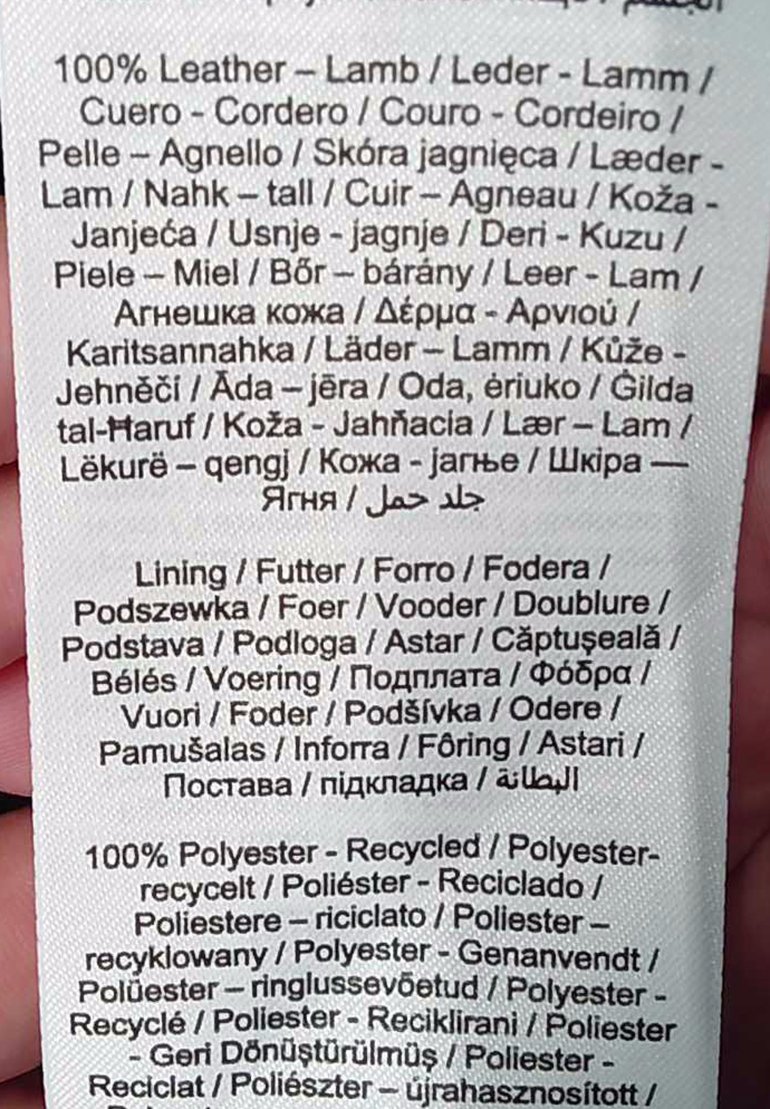 100% Leather – Lamb / Leder - Lamm /
Cuero - Cordero / Couro - Cordeiro /
Pelle – Agnello / Skóra jagnięca / Læder -
Lam / Nahk – tall / Cuir – Agneau / Koža -
Janjeća / Usnje - jagnje / Deri - Kuzu /
Piele – Miel / Bőr – bárány / Leer - Lam /
Агнешка кожа / Δέρμα - Αρνιού /
Karitsannahka / Läder – Lamm / Kůže -
Jehněčí / Āda – jēra / Oda, ėriuko / Ġilda
tal-Ħaruf / Koža - Jahňacia / Lær – Lam /
Lëkurë – qengj / Кожа - јагње / Шкіра —
Ягня / جلد حمل
Lining / Futter / Forro / Fodera /
Podszewka / Foer / Vooder / Doublure /
Podstava / Podloga / Astar / Căptușeală /
Bélés / Voering / Подплата / Φόδρα /
Vuori / Foder / Podšívka / Odere /
Pamušalas / Inforra / Fôring / Astari /
Постава / підкладка / البطانة
100% Polyester - Recycled / Polyester-
recycelt / Poliéster - Reciclado /
Poliestere – riciclato / Poliester –
recyklowany / Polyester - Genanvendt /
Polüester – ringlussevõetud / Polyester -
Recyclé / Poliester - Reciklirani / Poliester
- Geri Dönüştürülmüş / Poliester -
Reciclat / Poliészter – újrahasznosított /